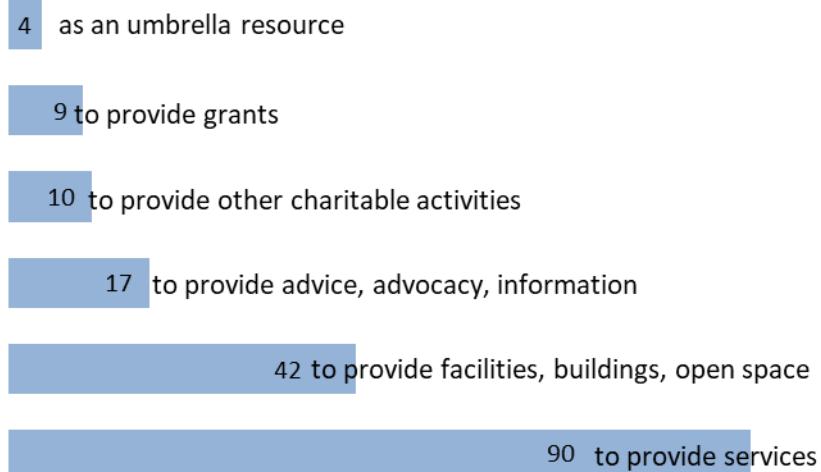 4 as an umbrella resource
9 to provide grants
10 to provide other charitable activities
17 to provide advice, advocacy, information
42 to provide facilities, buildings, open space
90 to provide services